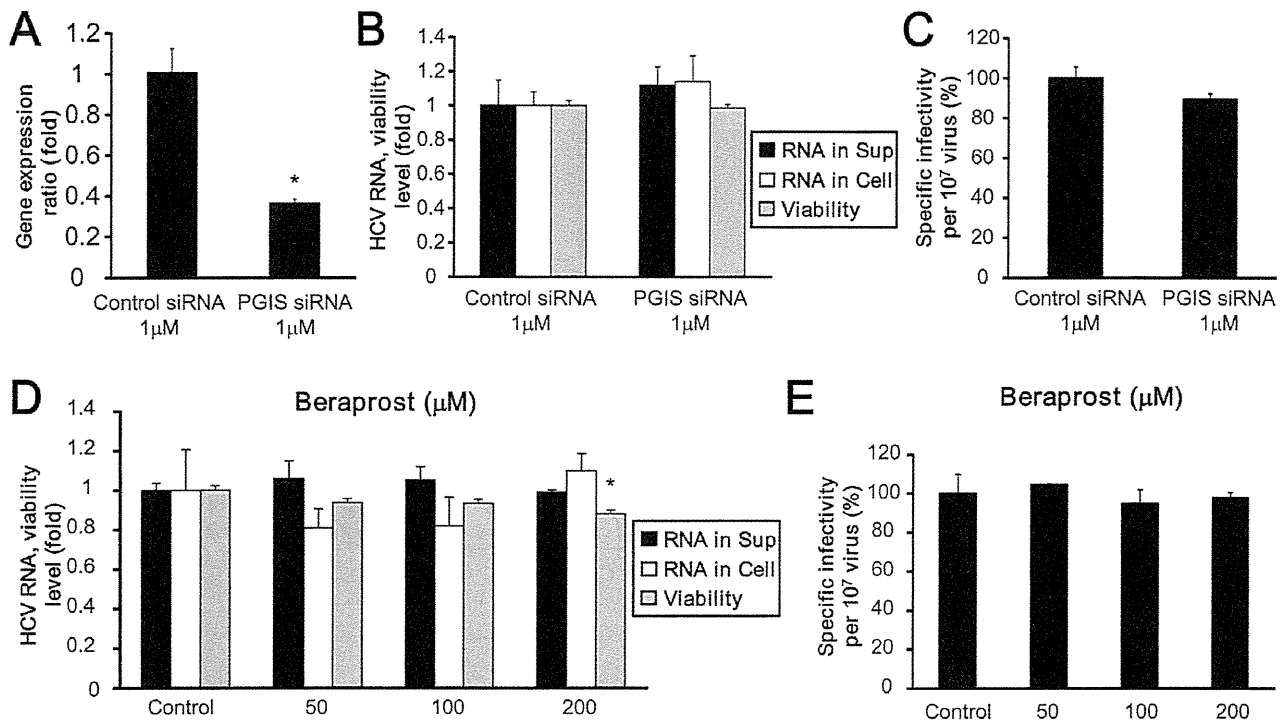 A
Gene expression
ratio (fold)
1.2
1
0.8
0.6
0.4
0.2
0
*
Control siRNA
1μM
PGIS siRNA
1μM
B
HCV RNA, viability
level (fold)
1.4
1.2
1
0.8
0.6
0.4
0.2
0
Control siRNA
1μM
PGIS siRNA
1μM
RNA in Sup
RNA in Cell
Viability
C
Specific infectivity
per 10⁷ virus (%)
120
100
80
60
40
20
0
Control siRNA
1μM
PGIS siRNA
1μM
D
Beraprost (μM)
HCV RNA, viability
level (fold)
1.4
1.2
1
0.8
0.6
0.4
0.2
0
*
Control
50
100
200
RNA in Sup
RNA in Cell
Viability
E
Beraprost (μM)
Specific infectivity
per 10⁷ virus (%)
120
100
80
60
40
20
0
Control
50
100
200